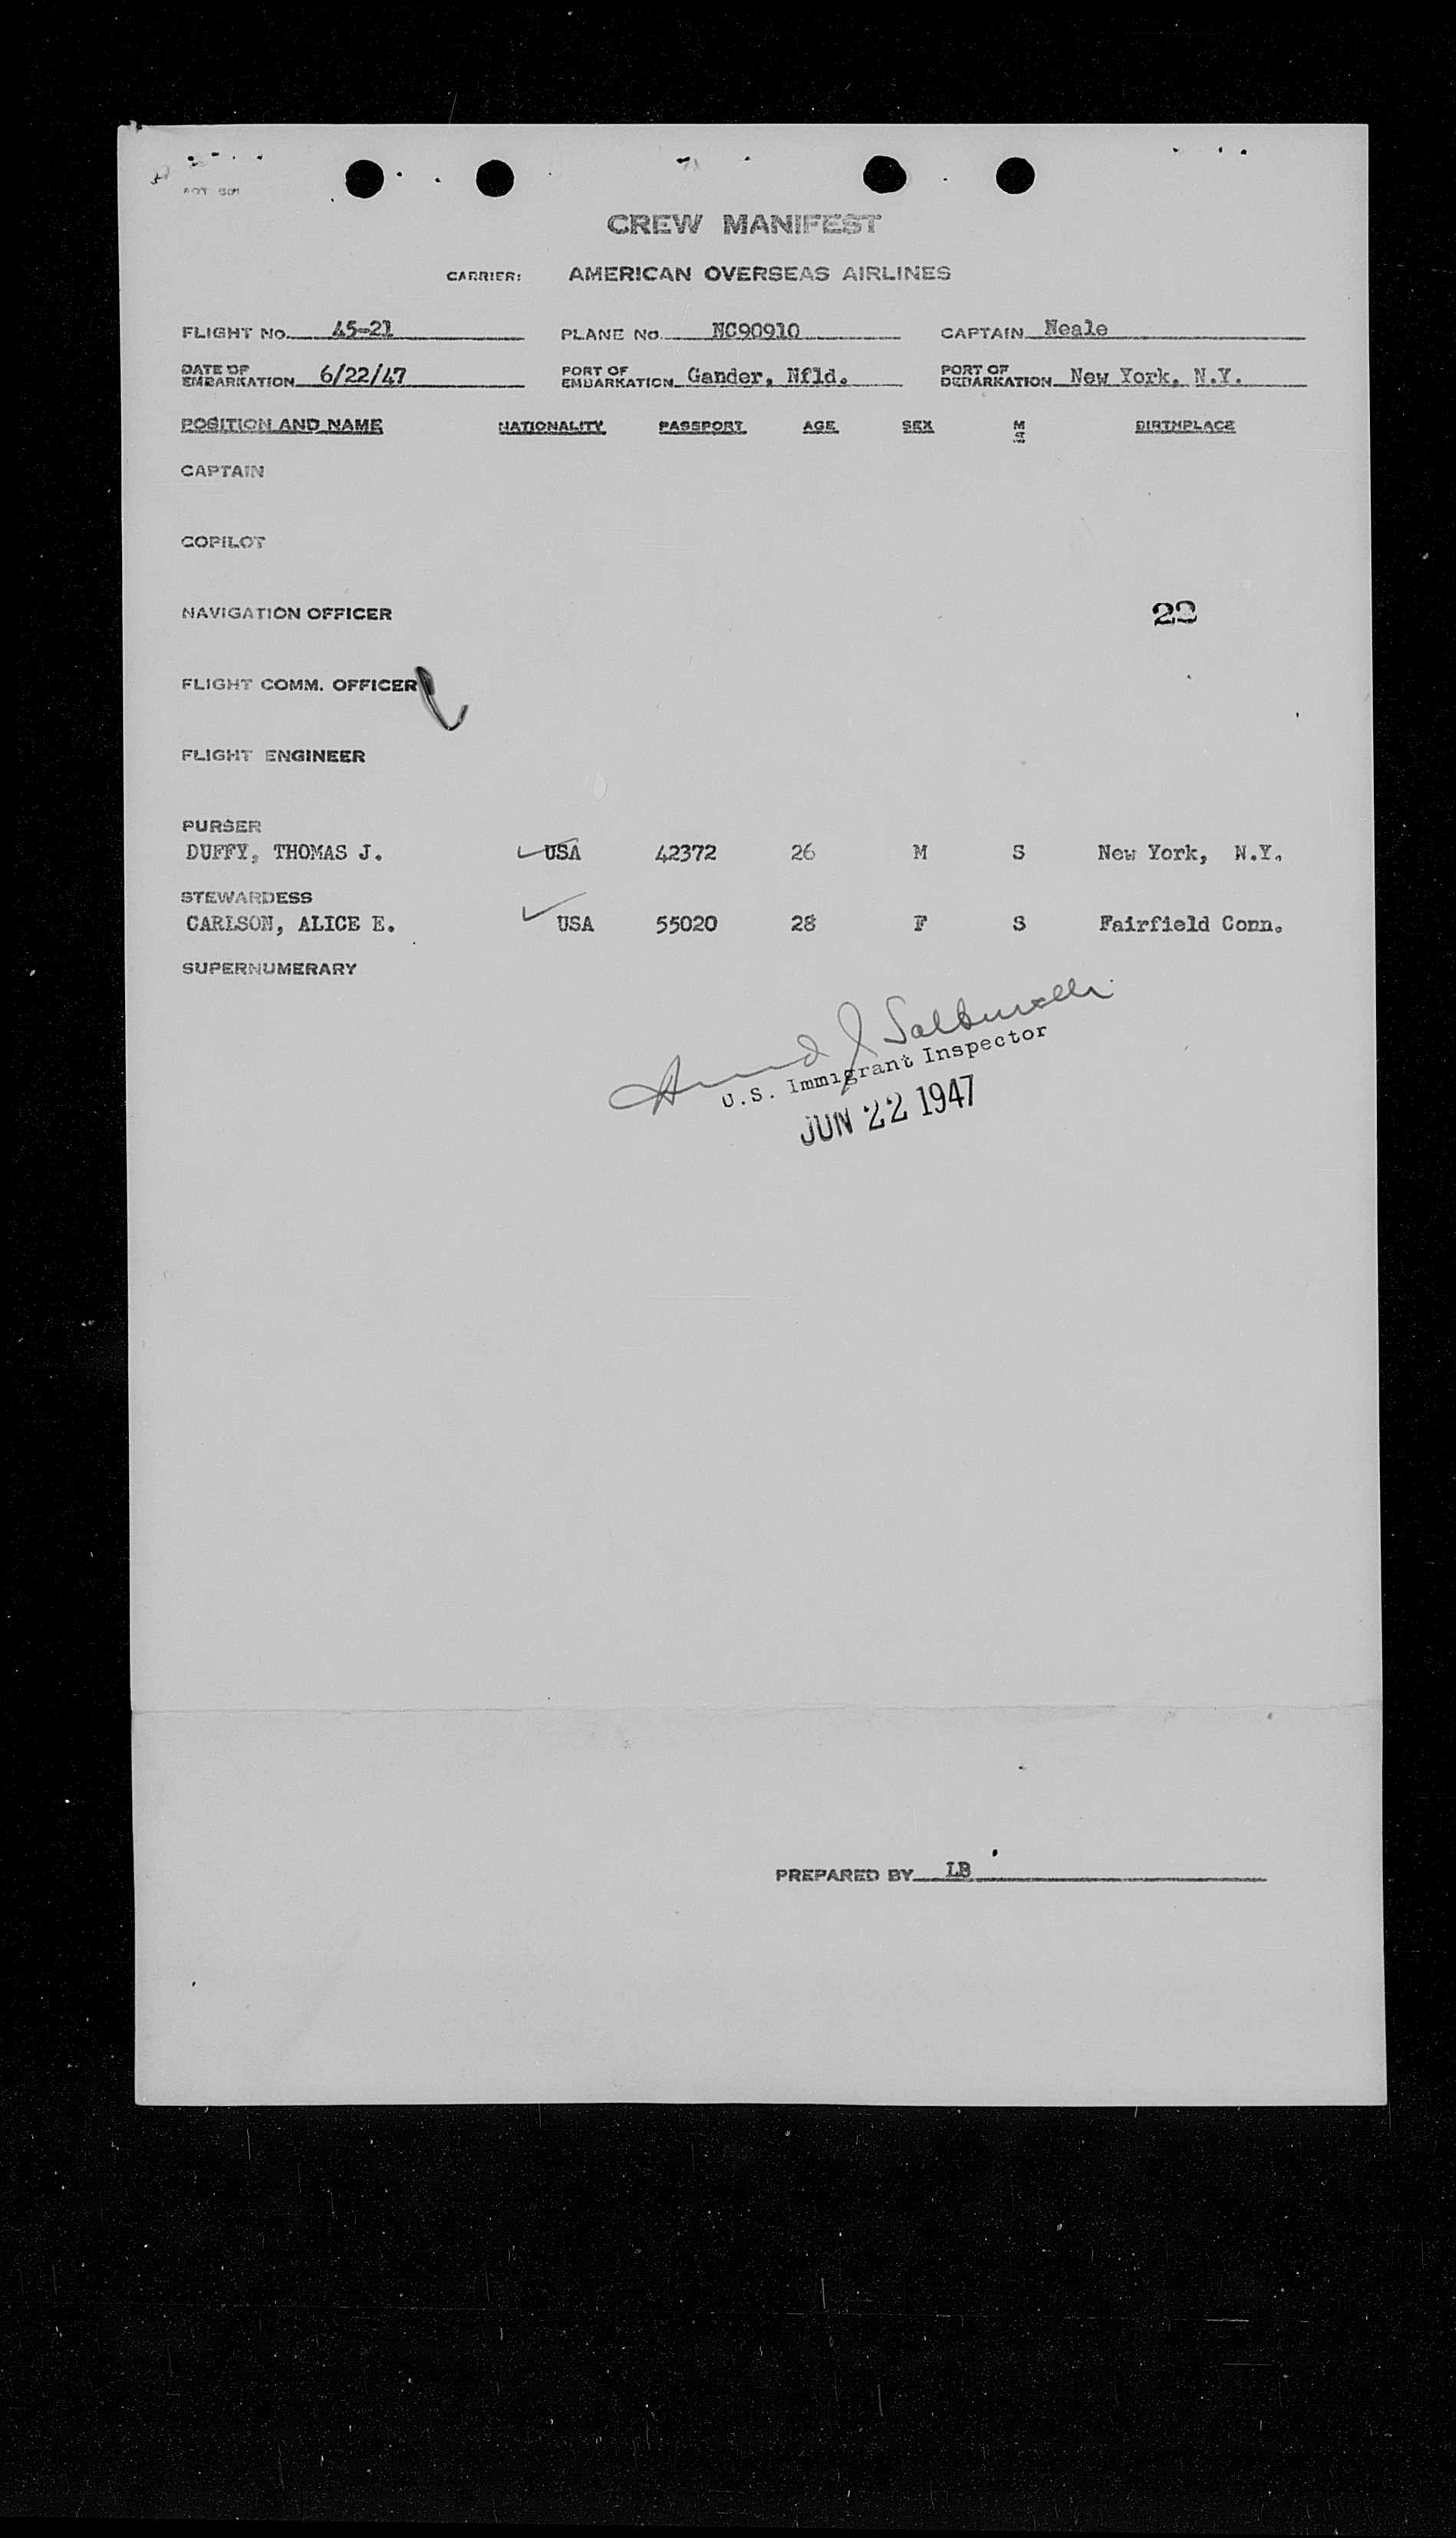 CREW MANIFEST
CARRIER: AMERICAN OVERSEAS AIRLINES
FLIGHT No. 45-21 PLANE No. NC90910 CAPTAIN Neale
DATE OF EMBARKATION 6/22/47 PORT OF EMBARKATION Gander, Nfld. PORT OF DEBARKATION New York, N.Y.
POSITION AND NAME NATIONALITY PASSPORT AGE SEX M S BIRTHPLACE
CAPTAIN
COPILOT
NAVIGATION OFFICER 22
FLIGHT COMM. OFFICER
FLIGHT ENGINEER
PURSER
DUFFY, THOMAS J. USA 42372 26 M S New York, N.Y.
STEWARDESS
CARLSON, ALICE E. USA 55020 28 F S Fairfield Conn.
SUPERNUMERARY
U.S. Immigrant Inspector
JUN 22 1947
PREPARED BY LB